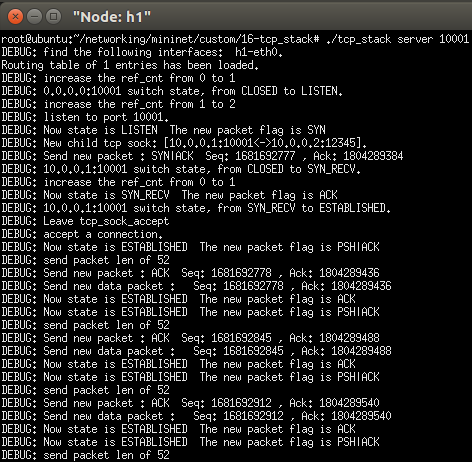 "Node: h1"
root@ubuntu:~/networking/mininet/custom/16-tcp_stack# ./tcp_stack server 10001
DEBUG: find the following interfaces:  h1-eth0.
Routing table of 1 entries has been loaded.
DEBUG: increase the ref_cnt from 0 to 1
DEBUG: 0.0.0.0:10001 switch state, from CLOSED to LISTEN.
DEBUG: increase the ref_cnt from 1 to 2
DEBUG: listen to port 10001.
DEBUG: Now state is LISTEN  The new packet flag is SYN
DEBUG: New child tcp sock: [10.0.0.1:10001<->10.0.0.2:12345].
DEBUG: Send new packet : SYN|ACK  Seq: 1681692777 , Ack: 1804289384
DEBUG: 10.0.0.1:10001 switch state, from CLOSED to SYN_RECV.
DEBUG: increase the ref_cnt from 0 to 1
DEBUG: Now state is SYN_RECV  The new packet flag is ACK
DEBUG: 10.0.0.1:10001 switch state, from SYN_RECV to ESTABLISHED.
DEBUG: Leave tcp_sock_accept
DEBUG: accept a connection.
DEBUG: Now state is ESTABLISHED  The new packet flag is PSH|ACK
DEBUG: send packet len of 52
DEBUG: Send new packet : ACK  Seq: 1681692778 , Ack: 1804289436
DEBUG: Send new data packet :   Seq: 1681692778 , Ack: 1804289436
DEBUG: Now state is ESTABLISHED  The new packet flag is ACK
DEBUG: Now state is ESTABLISHED  The new packet flag is PSH|ACK
DEBUG: send packet len of 52
DEBUG: Send new packet : ACK  Seq: 1681692845 , Ack: 1804289488
DEBUG: Send new data packet :   Seq: 1681692845 , Ack: 1804289488
DEBUG: Now state is ESTABLISHED  The new packet flag is ACK
DEBUG: Now state is ESTABLISHED  The new packet flag is PSH|ACK
DEBUG: send packet len of 52
DEBUG: Send new packet : ACK  Seq: 1681692912 , Ack: 1804289540
DEBUG: Send new data packet :   Seq: 1681692912 , Ack: 1804289540
DEBUG: Now state is ESTABLISHED  The new packet flag is ACK
DEBUG: Now state is ESTABLISHED  The new packet flag is PSH|ACK
DEBUG: send packet len of 52